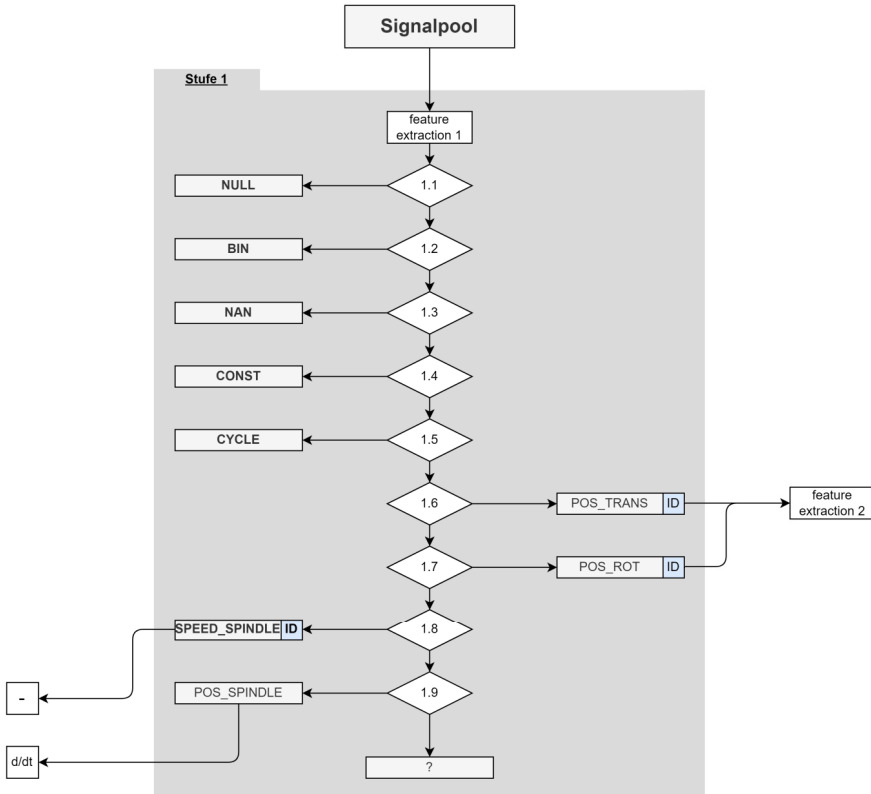 Signalpool
Stufe 1
feature
extraction 1
1.1
NULL
1.2
BIN
1.3
NAN
1.4
CONST
1.5
CYCLE
1.6
POS_TRANS ID
feature
extraction 2
1.7
POS_ROT ID
1.8
SPEED_SPINDLE ID
1.9
POS_SPINDLE
-
d/dt
?